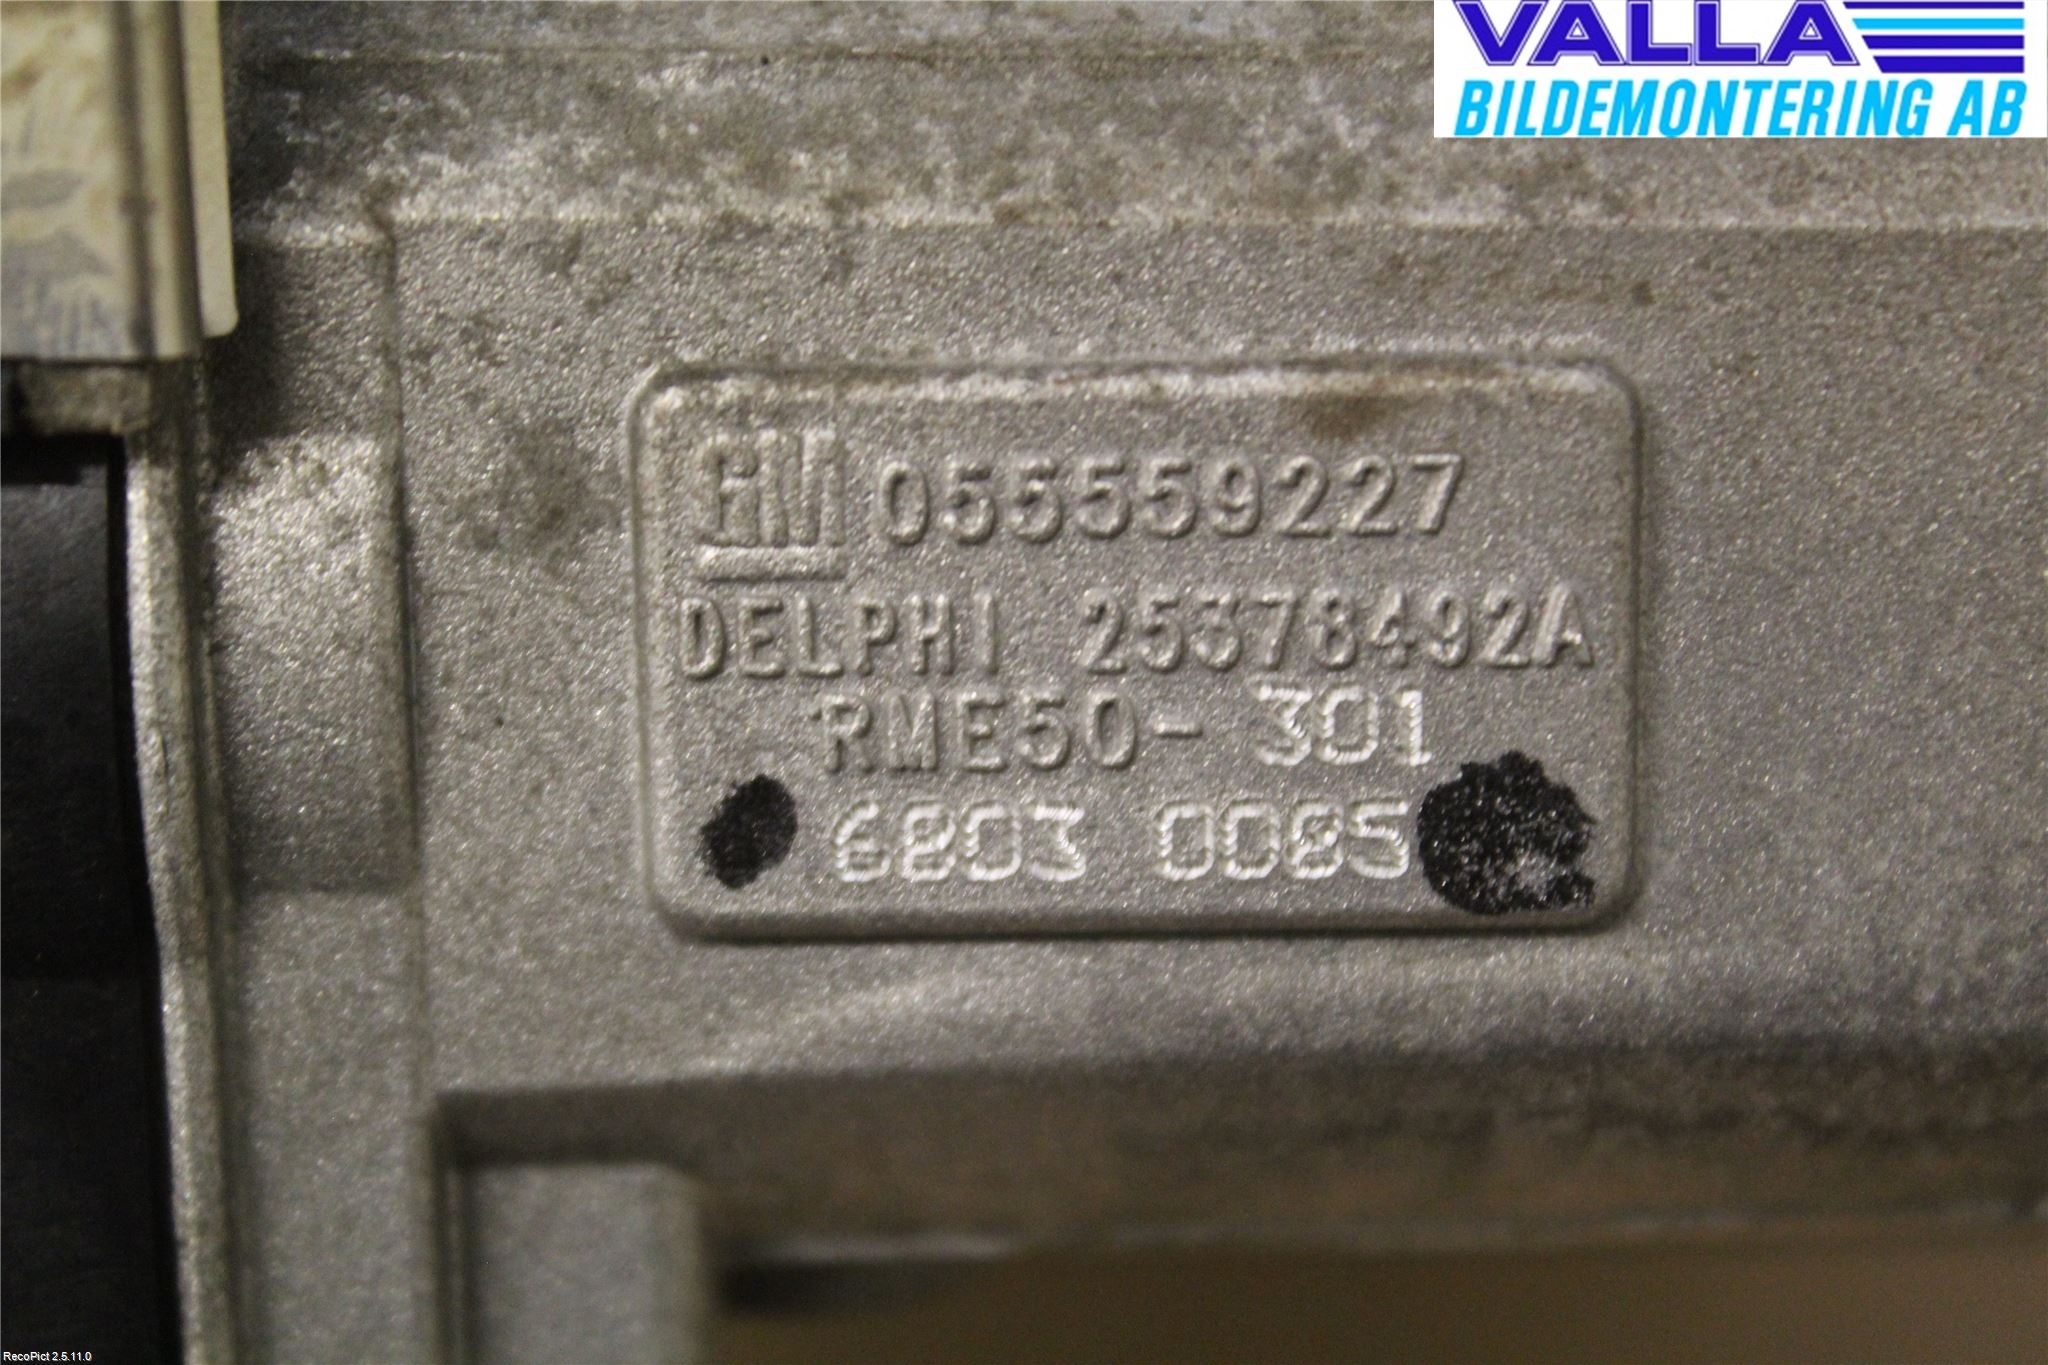 VALLA
BILDEMONTERING AB
GM 055559227
DELPHI 25378492A
RME50-301
6803 0085
RecoPict 2.5.11.0